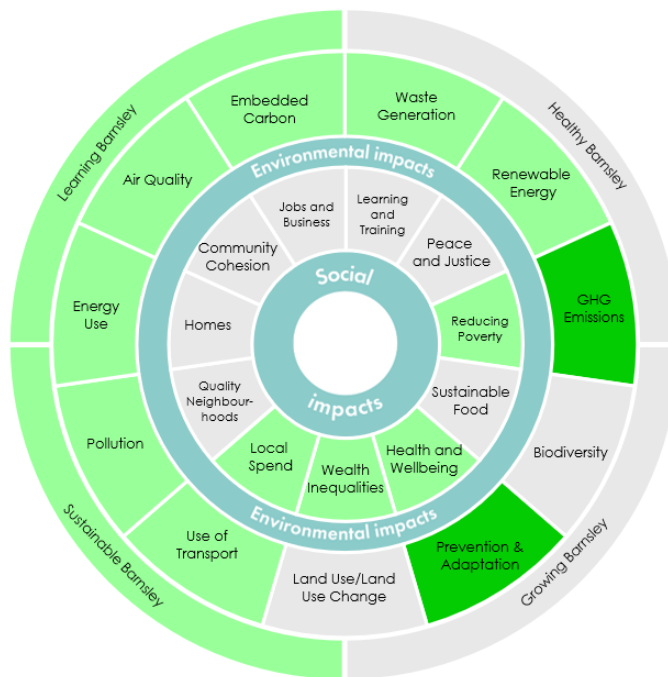 Learning Barnsley
Healthy Barnsley
Growing Barnsley
Sustainable Barnsley
Embedded
Carbon
Waste
Generation
Renewable
Energy
GHG
Emissions
Biodiversity
Prevention &
Adaptation
Land Use/Land
Use Change
Use of
Transport
Pollution
Energy
Use
Air Quality
Environmental impacts
Environmental impacts
Jobs and
Business
Learning
and
Training
Peace
and Justice
Reducing
Poverty
Sustainable
Food
Health and
Wellbeing
Wealth
Inequalities
Local
Spend
Quality
Neighbour-
hoods
Homes
Community
Cohesion
Social
impacts